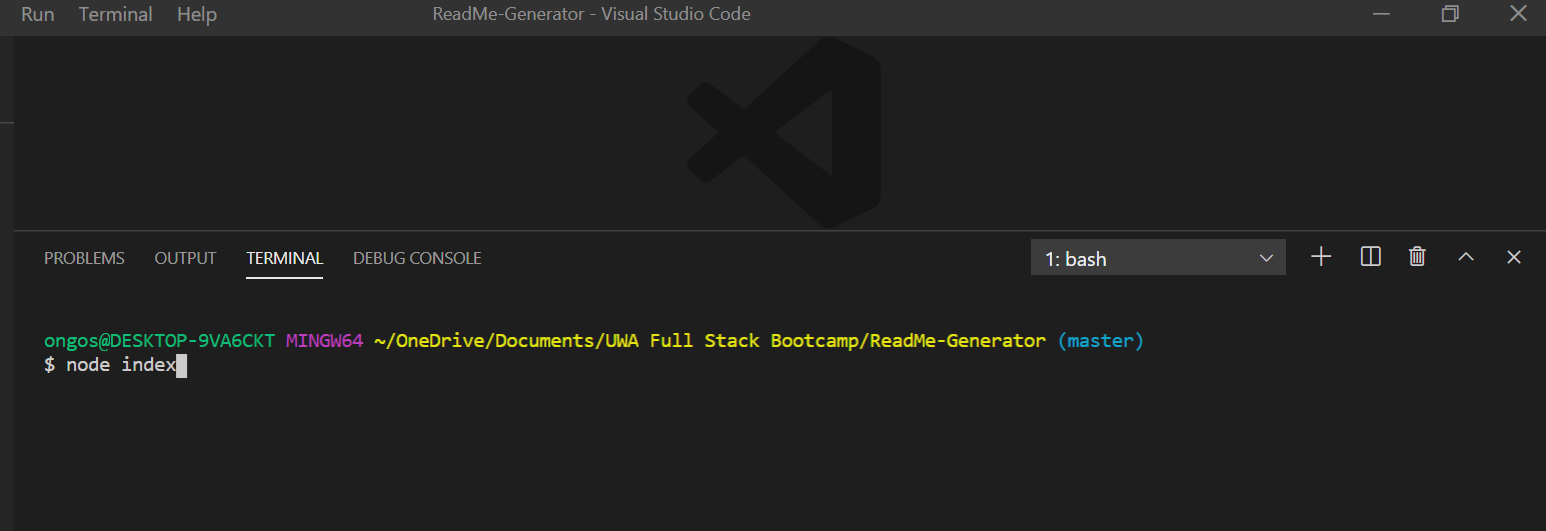 Run Terminal Help ReadMe-Generator - Visual Studio Code
PROBLEMS OUTPUT TERMINAL DEBUG CONSOLE 1: bash
ongos@DESKTOP-9VA6CKT MINGW64 ~/OneDrive/Documents/UWA Full Stack Bootcamp/ReadMe-Generator (master)
$ node index